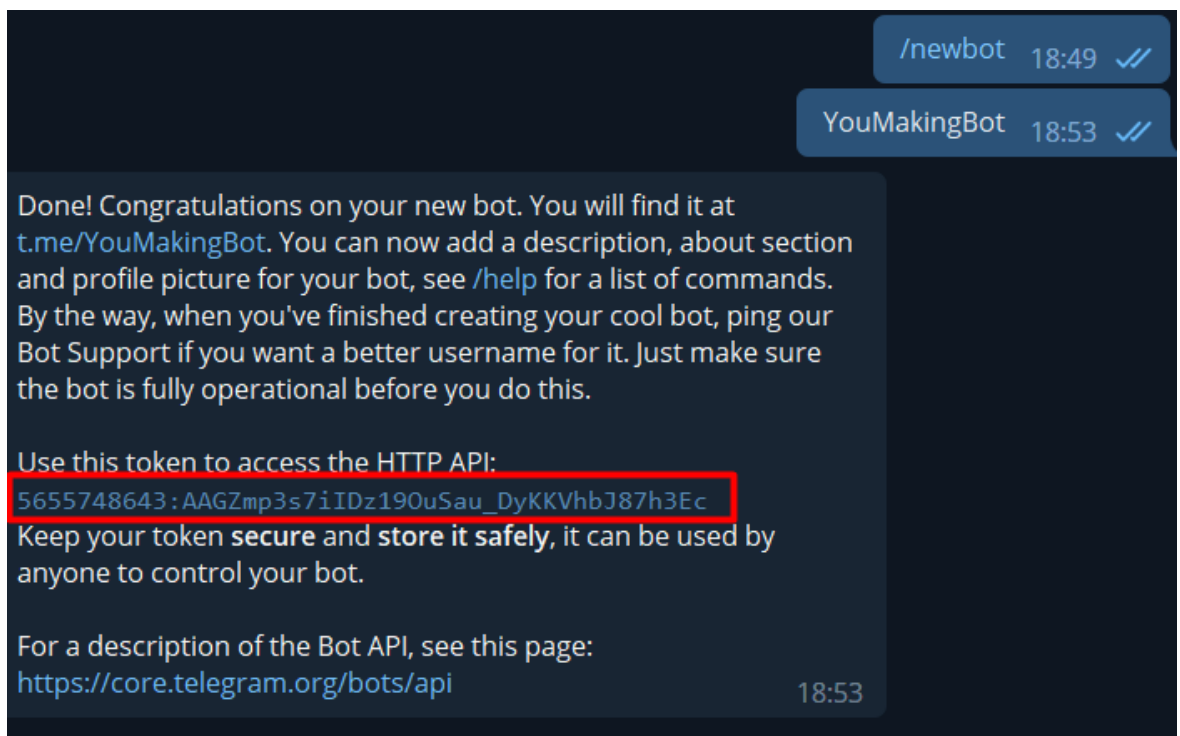 /newbot 18:49
YouMakingBot 18:53
Done! Congratulations on your new bot. You will find it at
t.me/YouMakingBot. You can now add a description, about section
and profile picture for your bot, see /help for a list of commands.
By the way, when you've finished creating your cool bot, ping our
Bot Support if you want a better username for it. Just make sure
the bot is fully operational before you do this.
Use this token to access the HTTP API:
5655748643:AAGZmp3s7iIDz19OuSau_DyKKVhbJ87h3Ec
Keep your token secure and store it safely, it can be used by
anyone to control your bot.
For a description of the Bot API, see this page:
https://core.telegram.org/bots/api 18:53